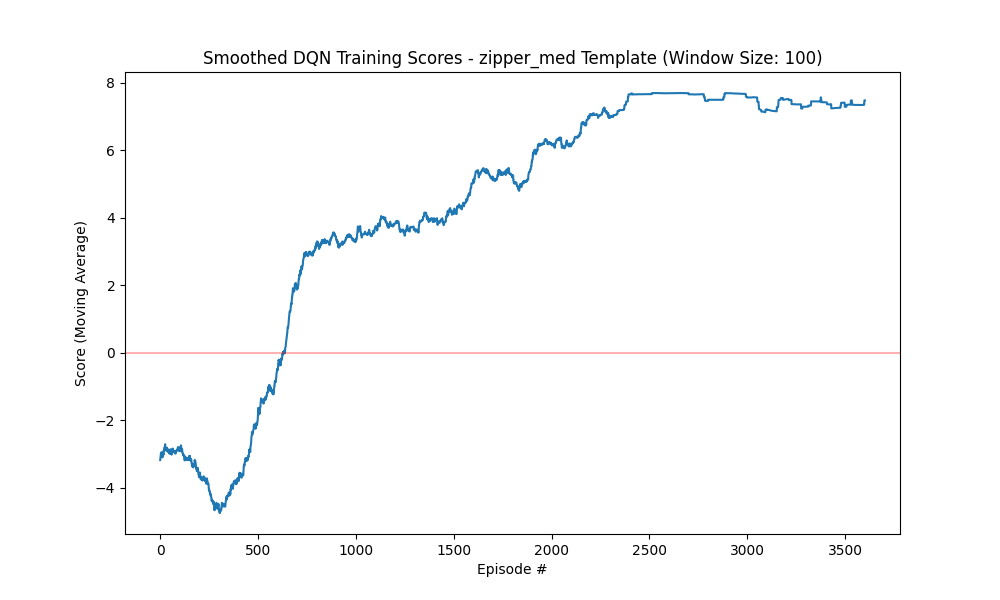 Smoothed DQN Training Scores - zipper_med Template (Window Size: 100)
8
6
4
2
0
−2
−4
Score (Moving Average)
0 500 1000 1500 2000 2500 3000 3500
Episode #